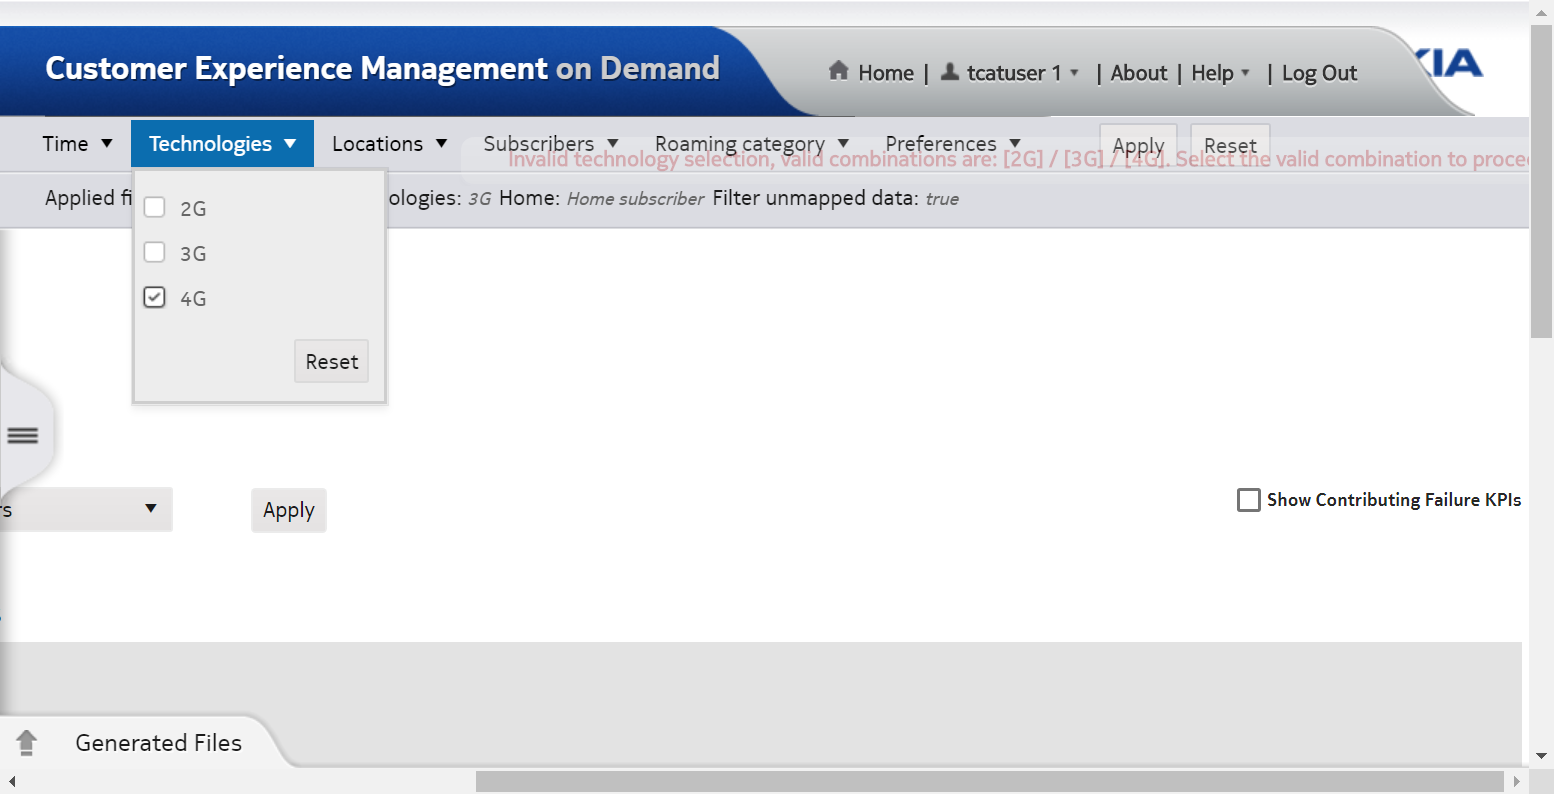 Customer Experience Management on Demand
Home | tcatuser 1 | About | Help | Log Out
KIA
Time Technologies Locations Subscribers Roaming category Preferences Apply Reset
Invalid technology selection, valid combinations are: [2G] / [3G] / [4G]. Select the valid combination to
Applied ologies: 3G Home: Home subscriber Filter unmapped data: true
2G
3G
4G
Reset
Apply
Show Contributing Failure KPIs
Generated Files